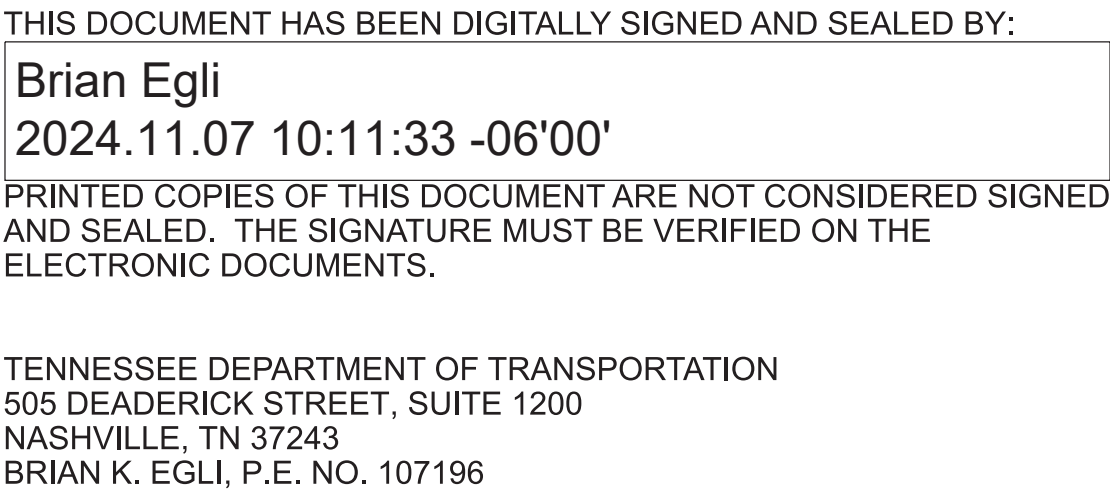 THIS DOCUMENT HAS BEEN DIGITALLY SIGNED AND SEALED BY:
Brian Egli
2024.11.07 10:11:33 -06'00'
PRINTED COPIES OF THIS DOCUMENT ARE NOT CONSIDERED SIGNED
AND SEALED.  THE SIGNATURE MUST BE VERIFIED ON THE
ELECTRONIC DOCUMENTS.
TENNESSEE DEPARTMENT OF TRANSPORTATION
505 DEADERICK STREET, SUITE 1200
NASHVILLE, TN 37243
BRIAN K. EGLI, P.E. NO. 107196